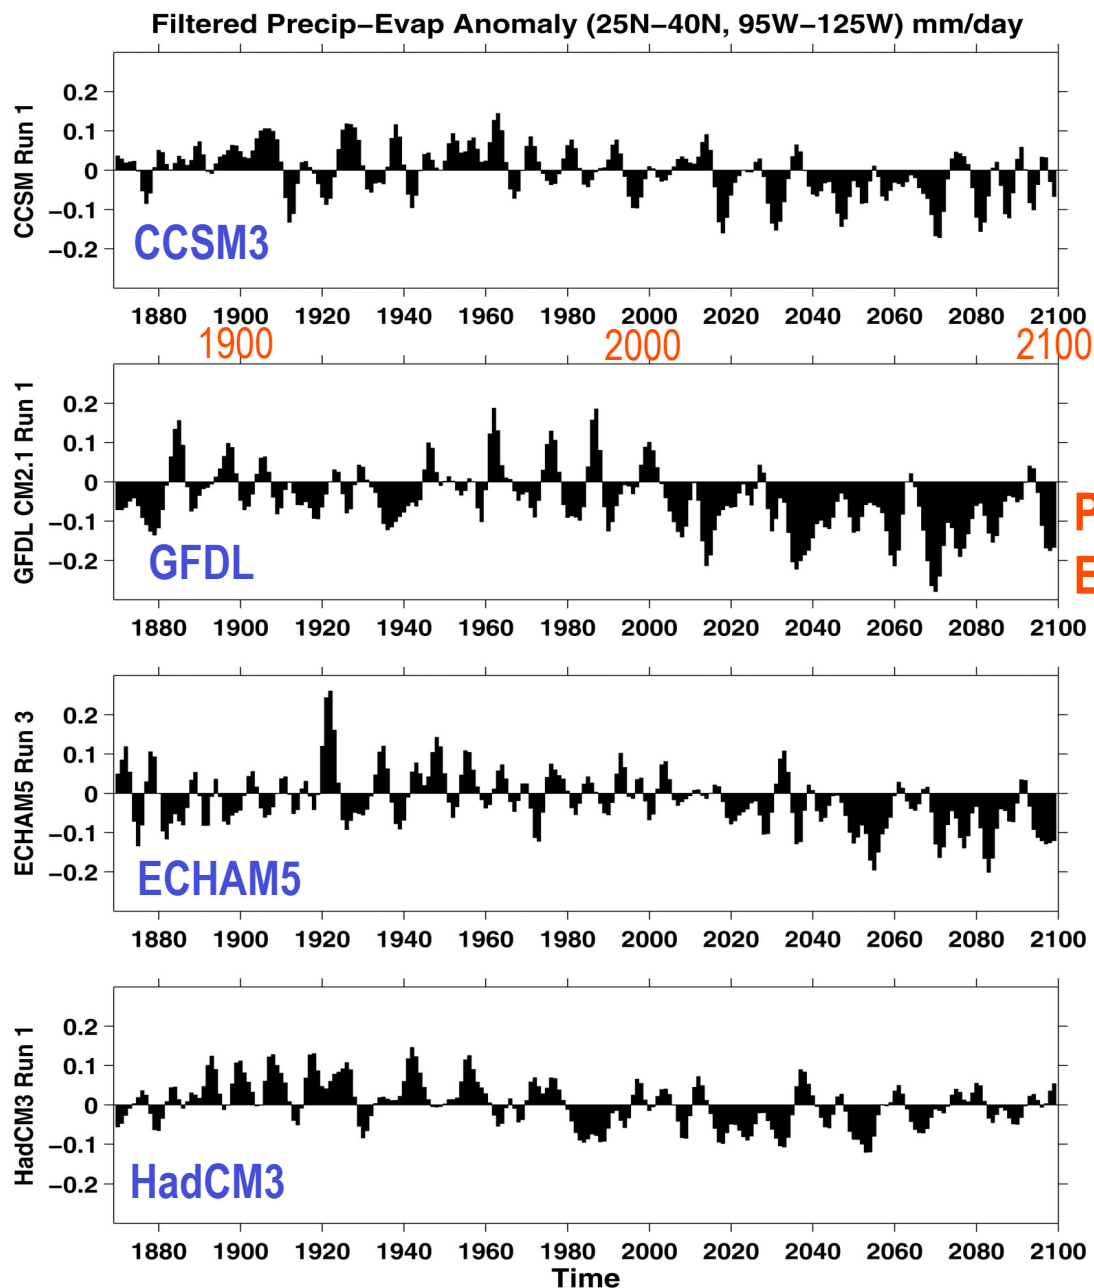 Filtered Precip−Evap Anomaly (25N−40N, 95W−125W) mm/day
CCSM Run 1
0.2
0.1
0
−0.1
−0.2
CCSM3
1880 1900 1920 1940 1960 1980 2000 2020 2040 2060 2080 2100
1900 2000 2100
GFDL CM2.1 Run 1
0.2
0.1
0
−0.1
−0.2
GFDL
P
E
1880 1900 1920 1940 1960 1980 2000 2020 2040 2060 2080 2100
ECHAM5 Run 3
0.2
0.1
0
−0.1
−0.2
ECHAM5
1880 1900 1920 1940 1960 1980 2000 2020 2040 2060 2080 2100
HadCM3 Run 1
0.2
0.1
0
−0.1
−0.2
HadCM3
1880 1900 1920 1940 1960 1980 2000 2020 2040 2060 2080 2100
Time